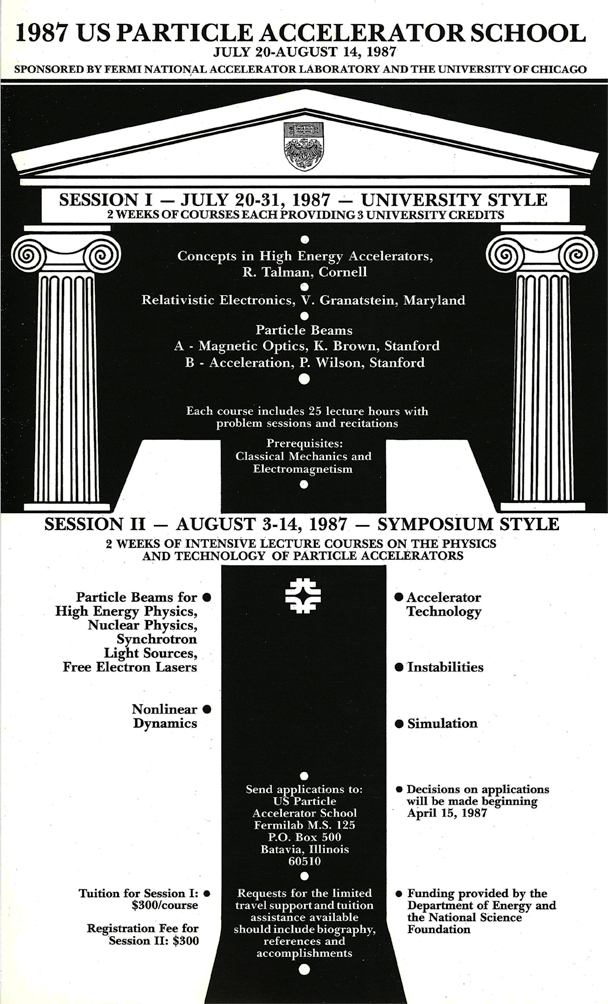 1987 US PARTICLE ACCELERATOR SCHOOL
JULY 20-AUGUST 14, 1987
SPONSORED BY FERMI NATIONAL ACCELERATOR LABORATORY AND THE UNIVERSITY OF CHICAGO
SESSION I — JULY 20-31, 1987 — UNIVERSITY STYLE
2 WEEKS OF COURSES EACH PROVIDING 3 UNIVERSITY CREDITS
Concepts in High Energy Accelerators,
R. Talman, Cornell
Relativistic Electronics, V. Granatstein, Maryland
Particle Beams
A - Magnetic Optics, K. Brown, Stanford
B - Acceleration, P. Wilson, Stanford
Each course includes 25 lecture hours with
problem sessions and recitations
Prerequisites:
Classical Mechanics and
Electromagnetism
SESSION II — AUGUST 3-14, 1987 — SYMPOSIUM STYLE
2 WEEKS OF INTENSIVE LECTURE COURSES ON THE PHYSICS
AND TECHNOLOGY OF PARTICLE ACCELERATORS
Particle Beams for
High Energy Physics,
Nuclear Physics,
Synchrotron
Light Sources,
Free Electron Lasers
Nonlinear
Dynamics
Accelerator
Technology
Instabilities
Simulation
Send applications to:
US Particle
Accelerator School
Fermilab M.S. 125
P.O. Box 500
Batavia, Illinois
60510
Decisions on applications
will be made beginning
April 15, 1987
Tuition for Session I:
$300/course
Registration Fee for
Session II: $300
Requests for the limited
travel support and tuition
assistance available
should include biography,
references and
accomplishments
Funding provided by the
Department of Energy and
the National Science
Foundation